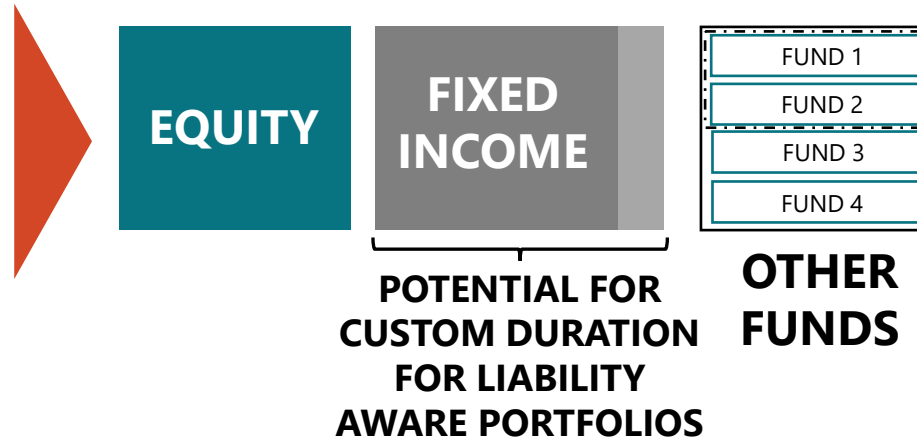 EQUITY
FIXED
INCOME
FUND 1
FUND 2
FUND 3
FUND 4
POTENTIAL FOR
CUSTOM DURATION
FOR LIABILITY
AWARE PORTFOLIOS
OTHER
FUNDS